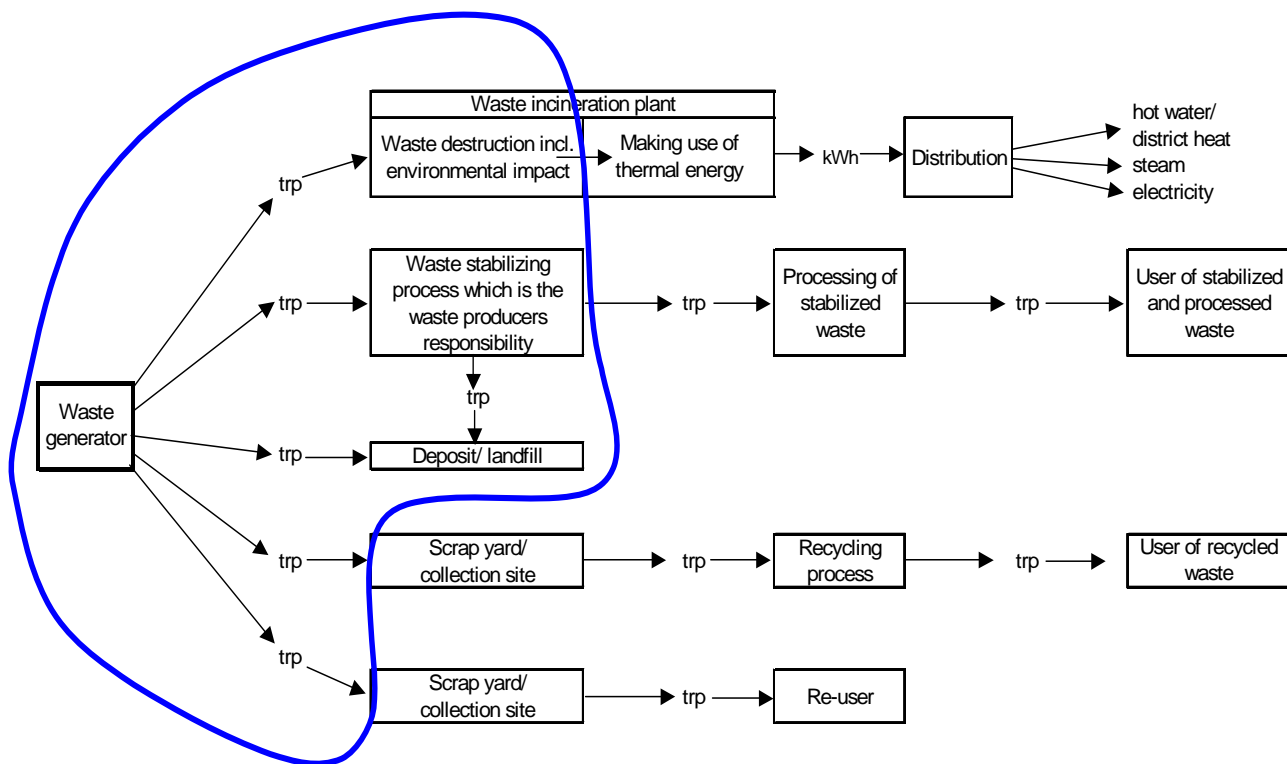 Waste incineration plant
Waste destruction incl.
environmental impact
Making use of
thermal energy
kWh
Distribution
hot water/
district heat
steam
electricity
trp
Waste stabilizing
process which is the
waste producers
responsibility
trp
trp
Processing of
stabilized
waste
trp
User of stabilized
and processed
waste
trp
Waste
generator
trp
Deposit/ landfill
trp
Scrap yard/
collection site
trp
Recycling
process
trp
User of recycled
waste
trp
Scrap yard/
collection site
trp
Re-user